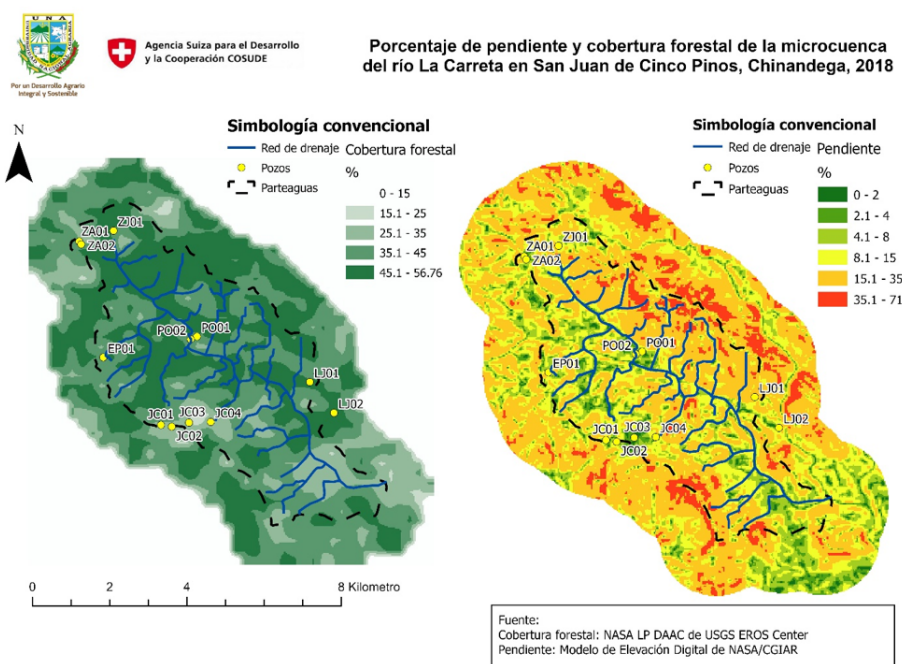 UNA
Por un Desarrollo Agrario
Integral y Sostenible
Agencia Suiza para el Desarrollo
y la Cooperación COSUDE
Porcentaje de pendiente y cobertura forestal de la microcuenca
del río La Carreta en San Juan de Cinco Pinos, Chinandega, 2018
N
Simbología convencional
Red de drenaje
Pozos
Parteaguas
Cobertura forestal
%
0 - 15
15.1 - 25
25.1 - 35
35.1 - 45
45.1 - 56.76
ZJ01
ZA01
ZA02
PO02
PO01
EP01
LJ01
LJ02
JC01
JC03
JC04
JC02
0
2
4
8 Kilometro
Simbología convencional
Red de drenaje
Pozos
Parteaguas
Pendiente
%
0 - 2
2.1 - 4
4.1 - 8
8.1 - 15
15.1 - 35
35.1 - 71
ZA01
ZJ01
ZA02
PO02
PO01
EP01
LJ01
LJ02
JC01
JC03
JC04
JC02
Fuente:
Cobertura forestal: NASA LP DAAC de USGS EROS Center
Pendiente: Modelo de Elevación Digital de NASA/CGIAR